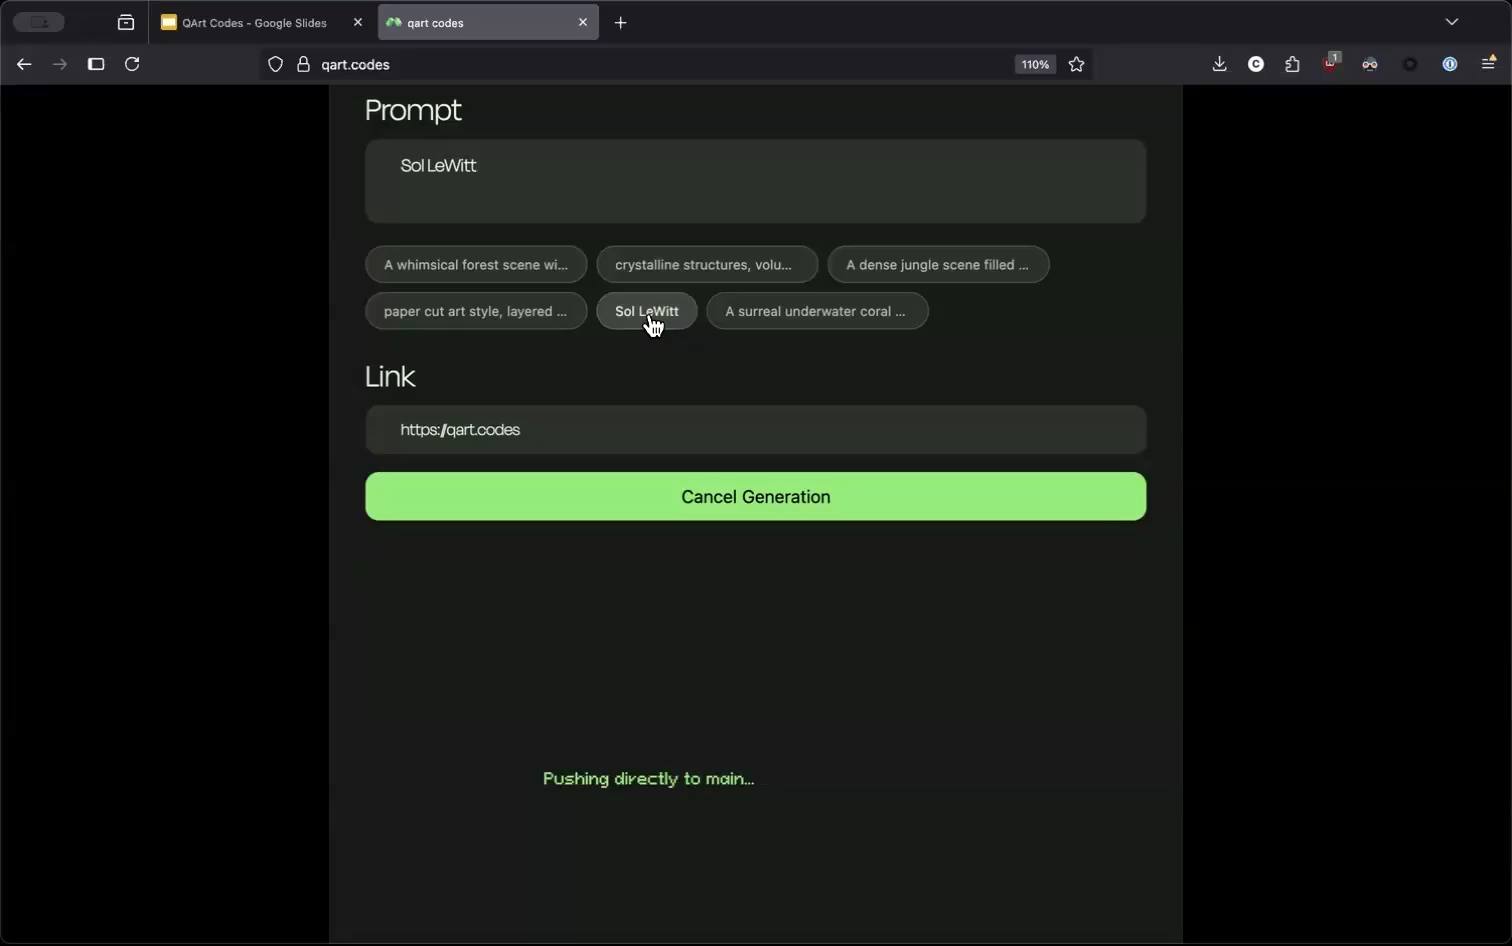 QArt Codes - Google Slides
qart codes
qart.codes
110%
C
1
Prompt
Sol LeWitt
A whimsical forest scene wi...
crystalline structures, volu...
A dense jungle scene filled ...
paper cut art style, layered ...
Sol LeWitt
A surreal underwater coral ...
Link
https://qart.codes
Cancel Generation
Pushing directly to main...